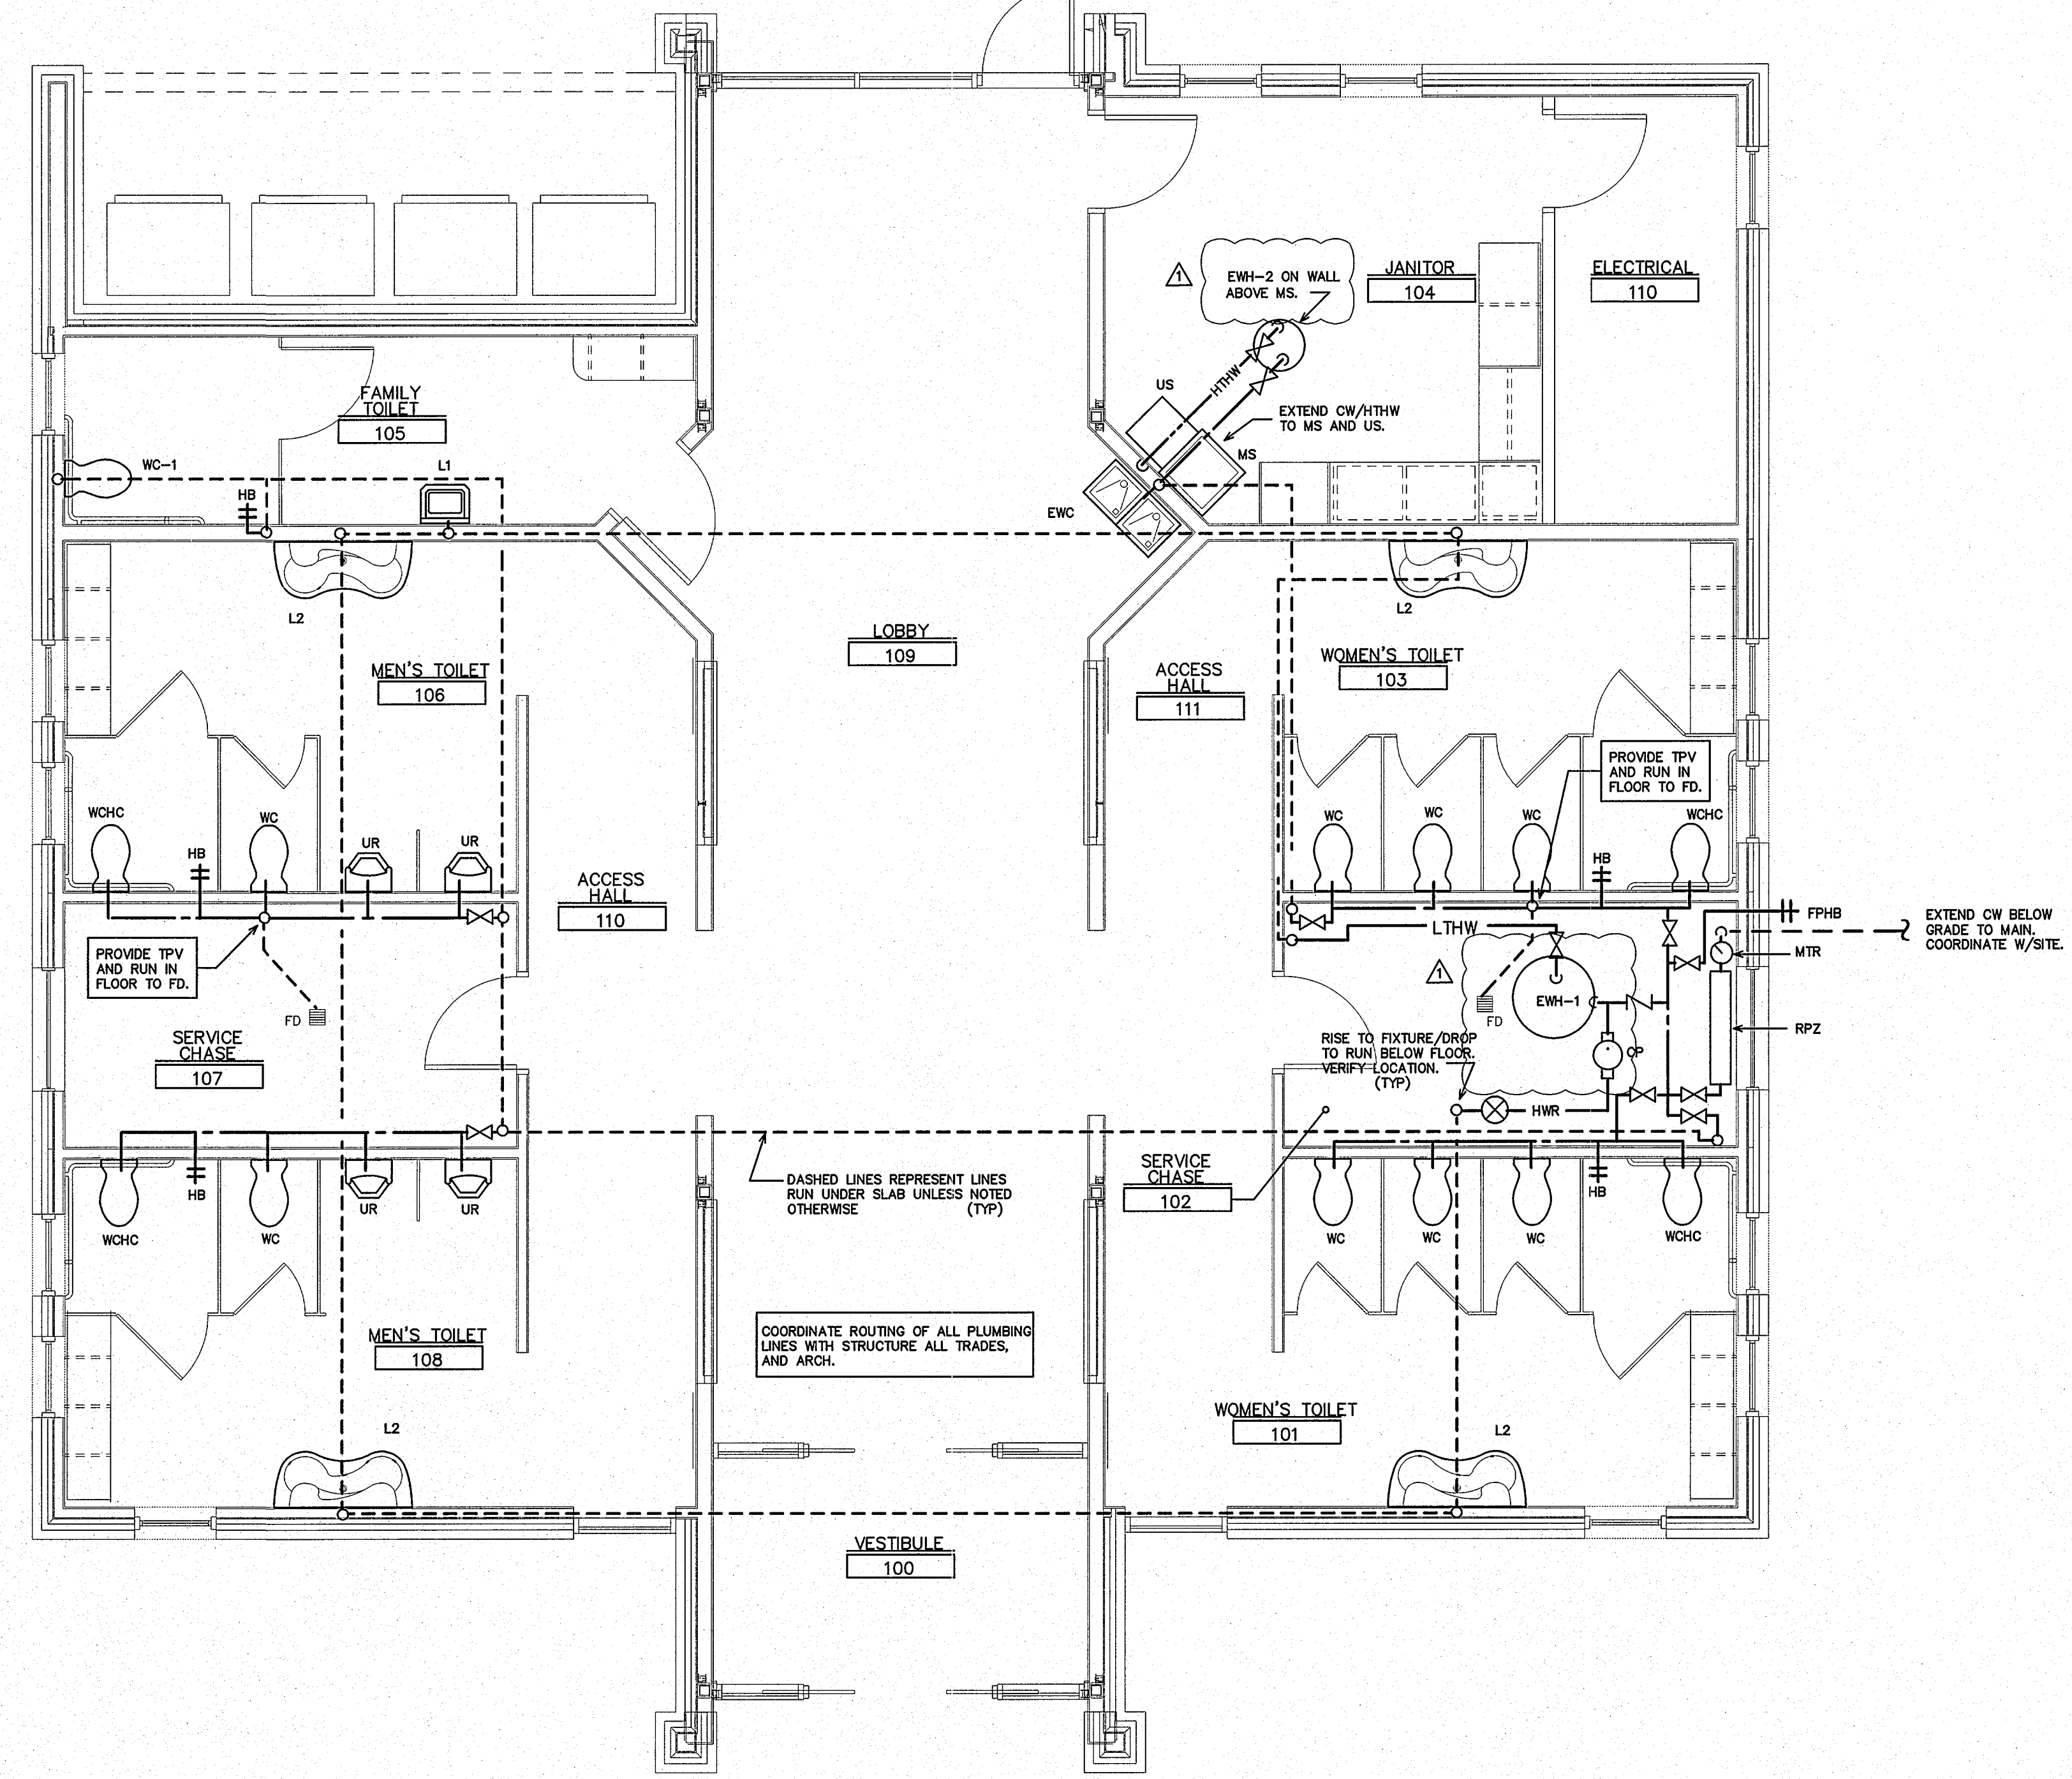 1
EWH-2 ON WALL
ABOVE MS.
JANITOR
104
ELECTRICAL
110
FAMILY
TOILET
105
HTHW
US
EXTEND CW/HTHW
TO MS AND US.
MS
WC-1
L1
HB
EWC
L2
L2
LOBBY
109
MEN'S TOILET
106
ACCESS
HALL
111
WOMEN'S TOILET
103
PROVIDE TPV
AND RUN IN
FLOOR TO FD.
WCHC
WC
UR
UR
HB
WC
WC
WC
WCHC
HB
ACCESS
HALL
110
LTHW
FPHB
EXTEND CW BELOW
GRADE TO MAIN.
COORDINATE W/SITE.
MTR
PROVIDE TPV
AND RUN IN
FLOOR TO FD.
1
EWH-1
FD
FD
RPZ
SERVICE
CHASE
107
RISE TO FIXTURE/DROP
TO RUN BELOW FLOOR.
VERIFY LOCATION.
(TYP)
CP
HWR
DASHED LINES REPRESENT LINES
RUN UNDER SLAB UNLESS NOTED
OTHERWISE (TYP)
SERVICE
CHASE
102
HB
HB
WCHC
WC
UR
UR
WC
WC
WC
WCHC
COORDINATE ROUTING OF ALL PLUMBING
LINES WITH STRUCTURE ALL TRADES,
AND ARCH.
MEN'S TOILET
108
L2
WOMEN'S TOILET
101
L2
VESTIBULE
100